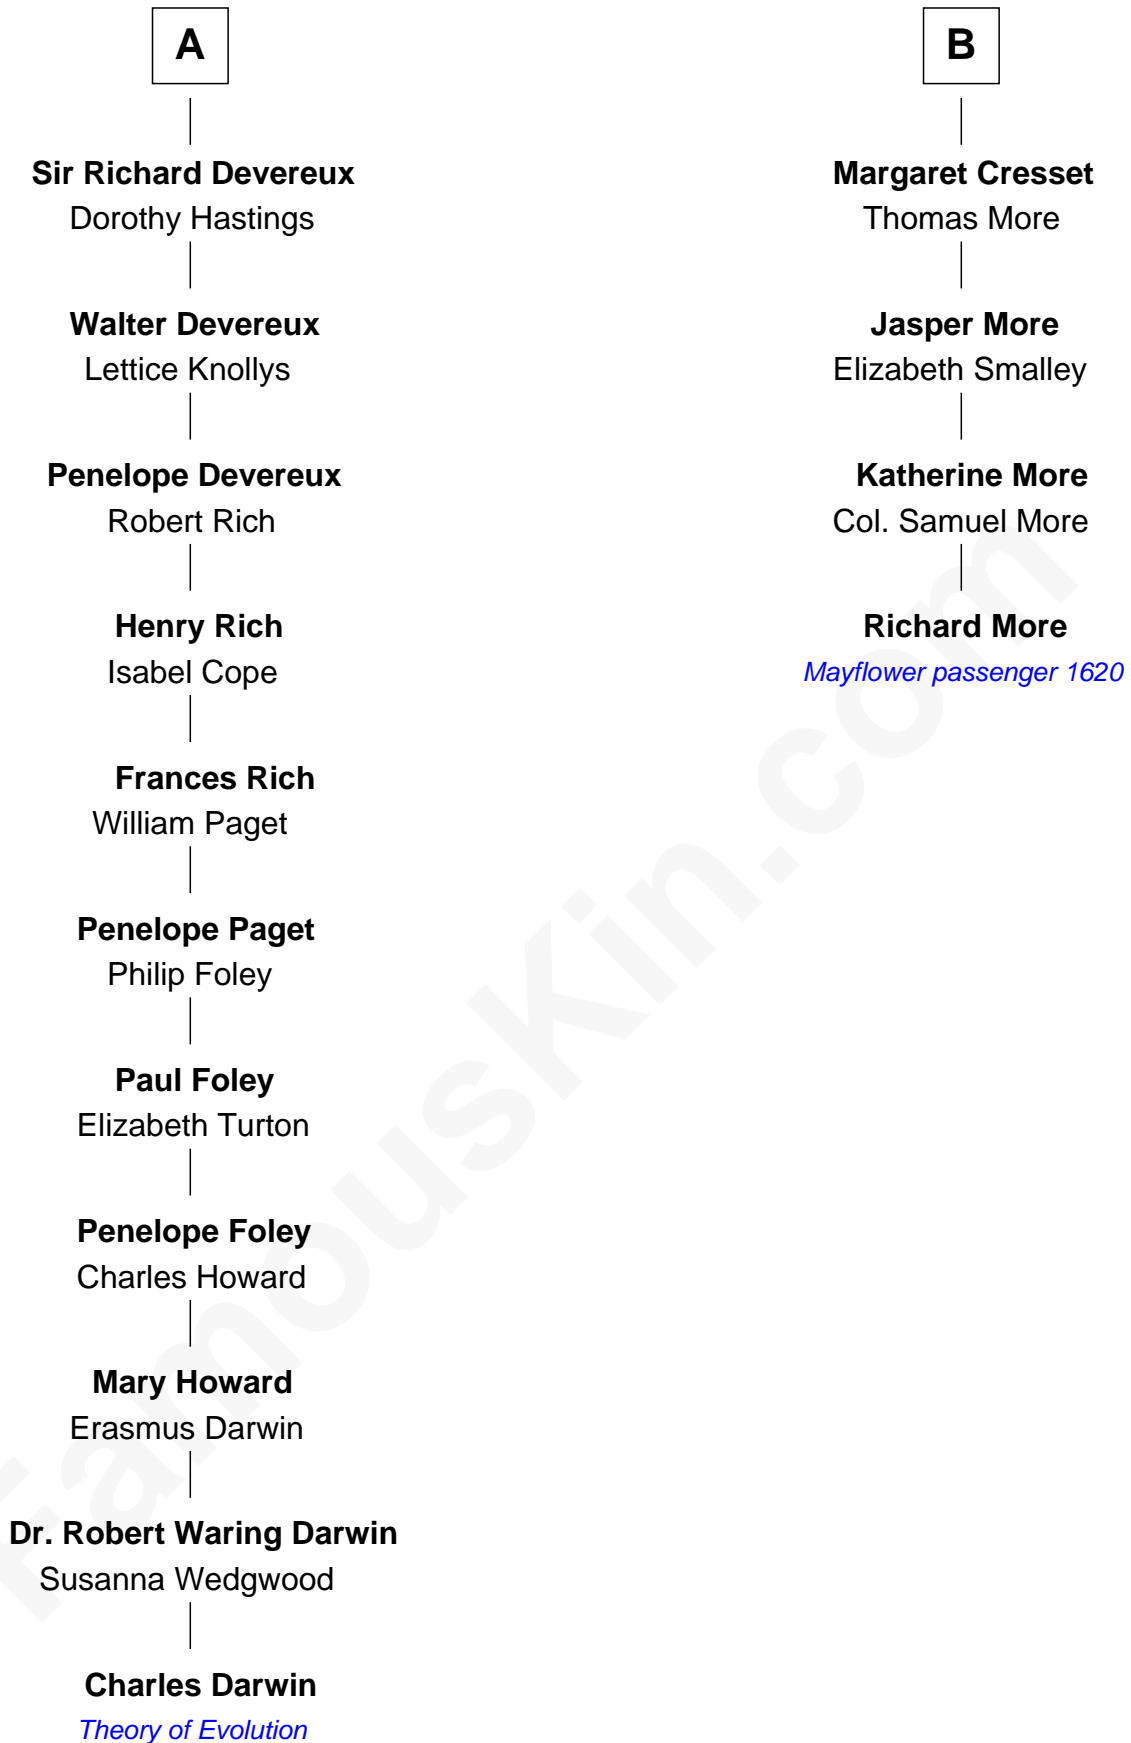 A
Sir Richard Devereux
Dorothy Hastings
Walter Devereux
Lettice Knollys
Penelope Devereux
Robert Rich
Henry Rich
Isabel Cope
Frances Rich
William Paget
Penelope Paget
Philip Foley
Paul Foley
Elizabeth Turton
Penelope Foley
Charles Howard
Mary Howard
Erasmus Darwin
Dr. Robert Waring Darwin
Susanna Wedgwood
Charles Darwin
Theory of Evolution
B
Margaret Cresset
Thomas More
Jasper More
Elizabeth Smalley
Katherine More
Col. Samuel More
Richard More
Mayflower passenger 1620
FamousKin.com